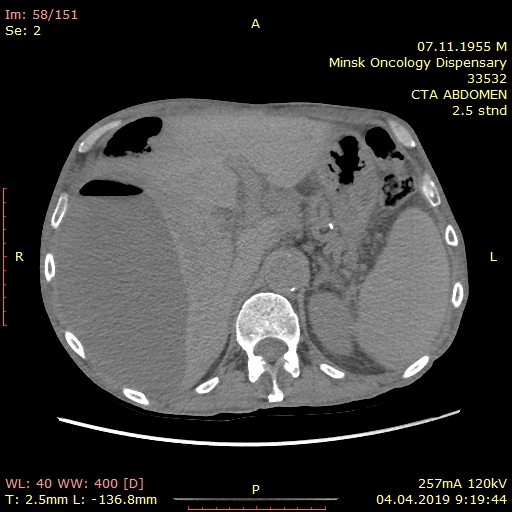 Im: 58/151
Se: 2
A
07.11.1955 M
Minsk Oncology Dispensary
33532
CTA ABDOMEN
2.5 stnd
R
L
WL: 40 WW: 400 [D]
T: 2.5mm L: -136.8mm
P
257mA 120kV
04.04.2019 9:19:44